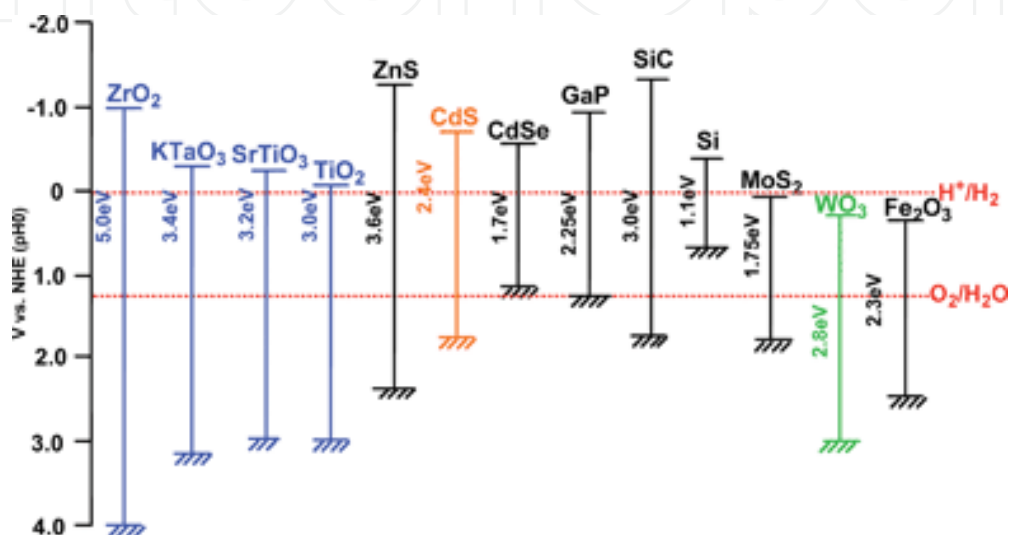 -2.0
-1.0
0
1.0
2.0
3.0
4.0
V vs. NHE (pH0)
ZrO₂
5.0eV
KTaO₃
3.4eV
SrTiO₃
3.2eV
TiO₂
3.0eV
ZnS
3.6eV
CdS
2.4eV
CdSe
1.7eV
GaP
2.25eV
SiC
3.0eV
Si
1.1eV
MoS₂
1.75eV
WO₃
2.8eV
Fe₂O₃
2.3eV
H⁺/H₂
O₂/H₂O